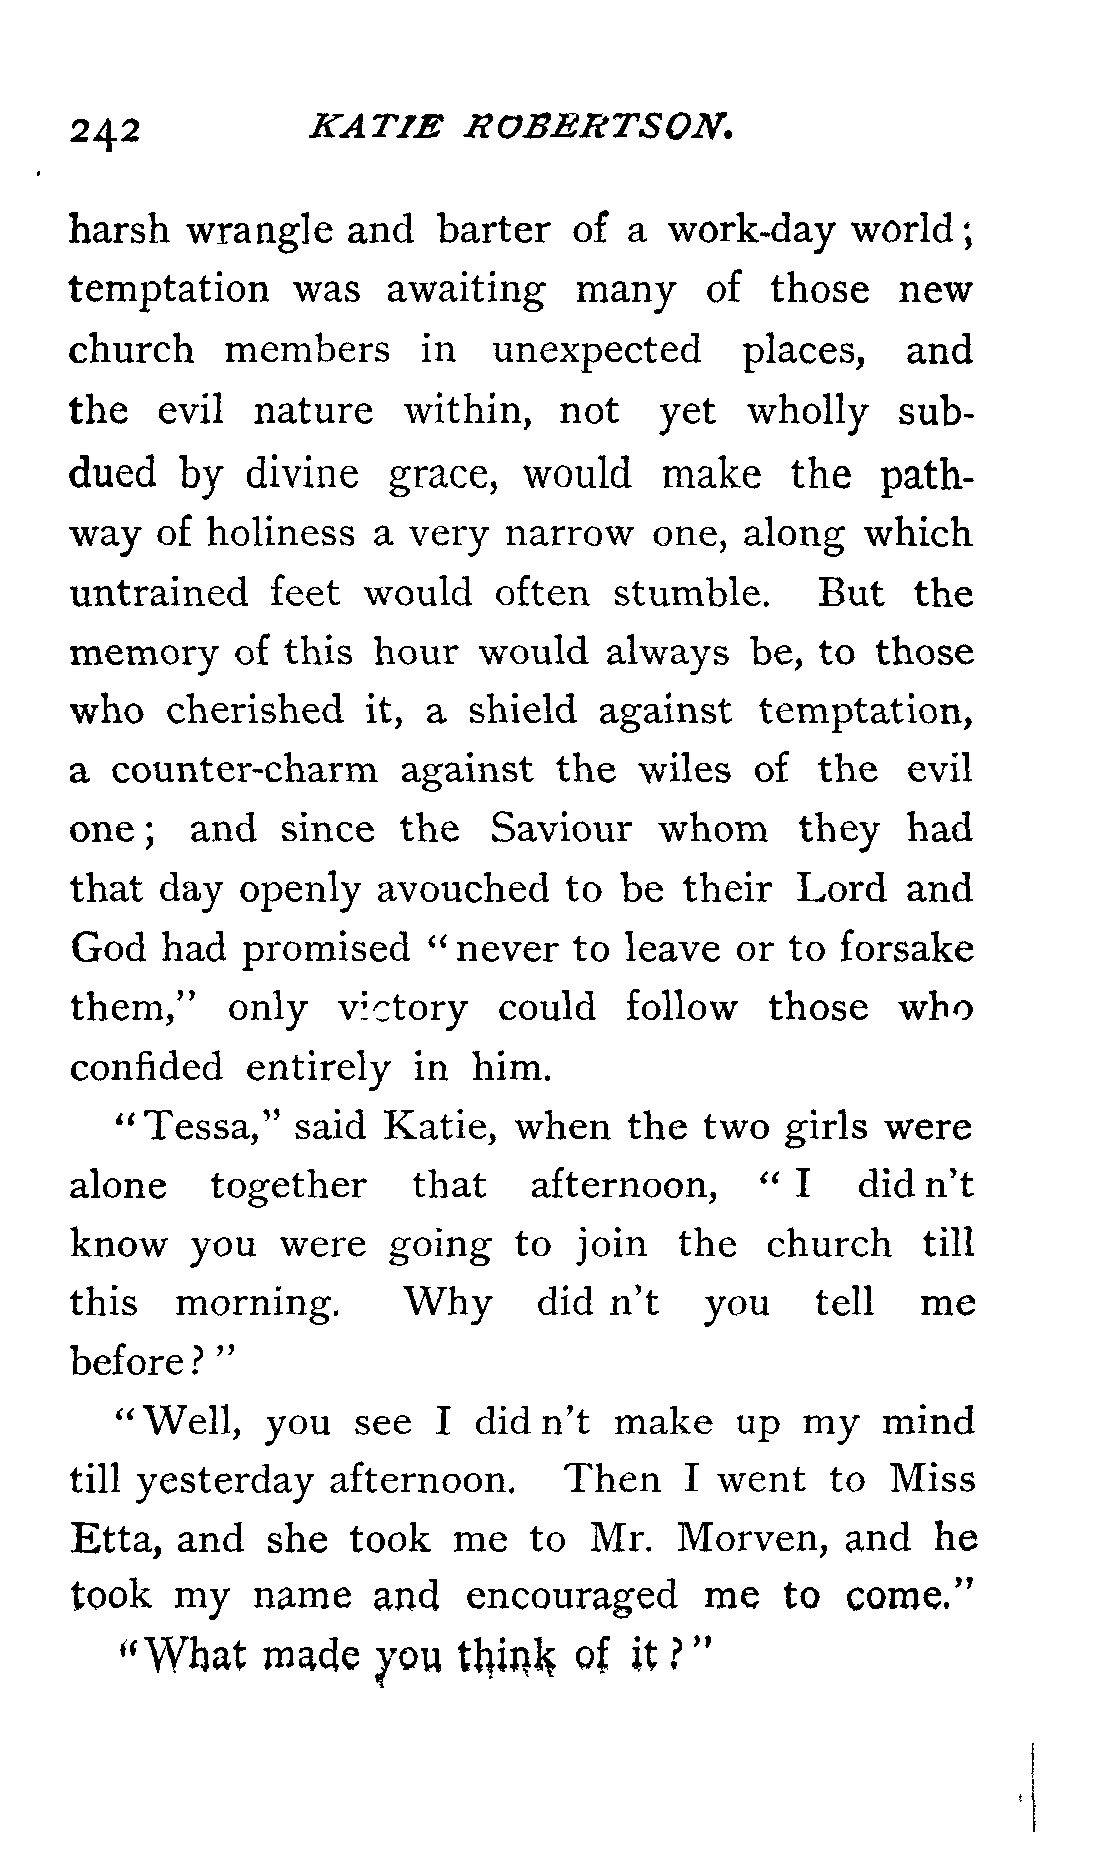 242 KATIE ROBERTSON.
harsh wrangle and barter of a work-day world;
temptation was awaiting many of those new
church members in unexpected places, and
the evil nature within, not yet wholly sub-
dued by divine grace, would make the path-
way of holiness a very narrow one, along which
untrained feet would often stumble. But the
memory of this hour would always be, to those
who cherished it, a shield against temptation,
a counter-charm against the wiles of the evil
one; and since the Saviour whom they had
that day openly avouched to be their Lord and
God had promised "never to leave or to forsake
them," only victory could follow those who
confided entirely in him.
"Tessa," said Katie, when the two girls were
alone together that afternoon, "I did n't
know you were going to join the church till
this morning. Why did n't you tell me
before?"
"Well, you see I did n't make up my mind
till yesterday afternoon. Then I went to Miss
Etta, and she took me to Mr. Morven, and he
took my name and encouraged me to come."
"What made you think of it?"